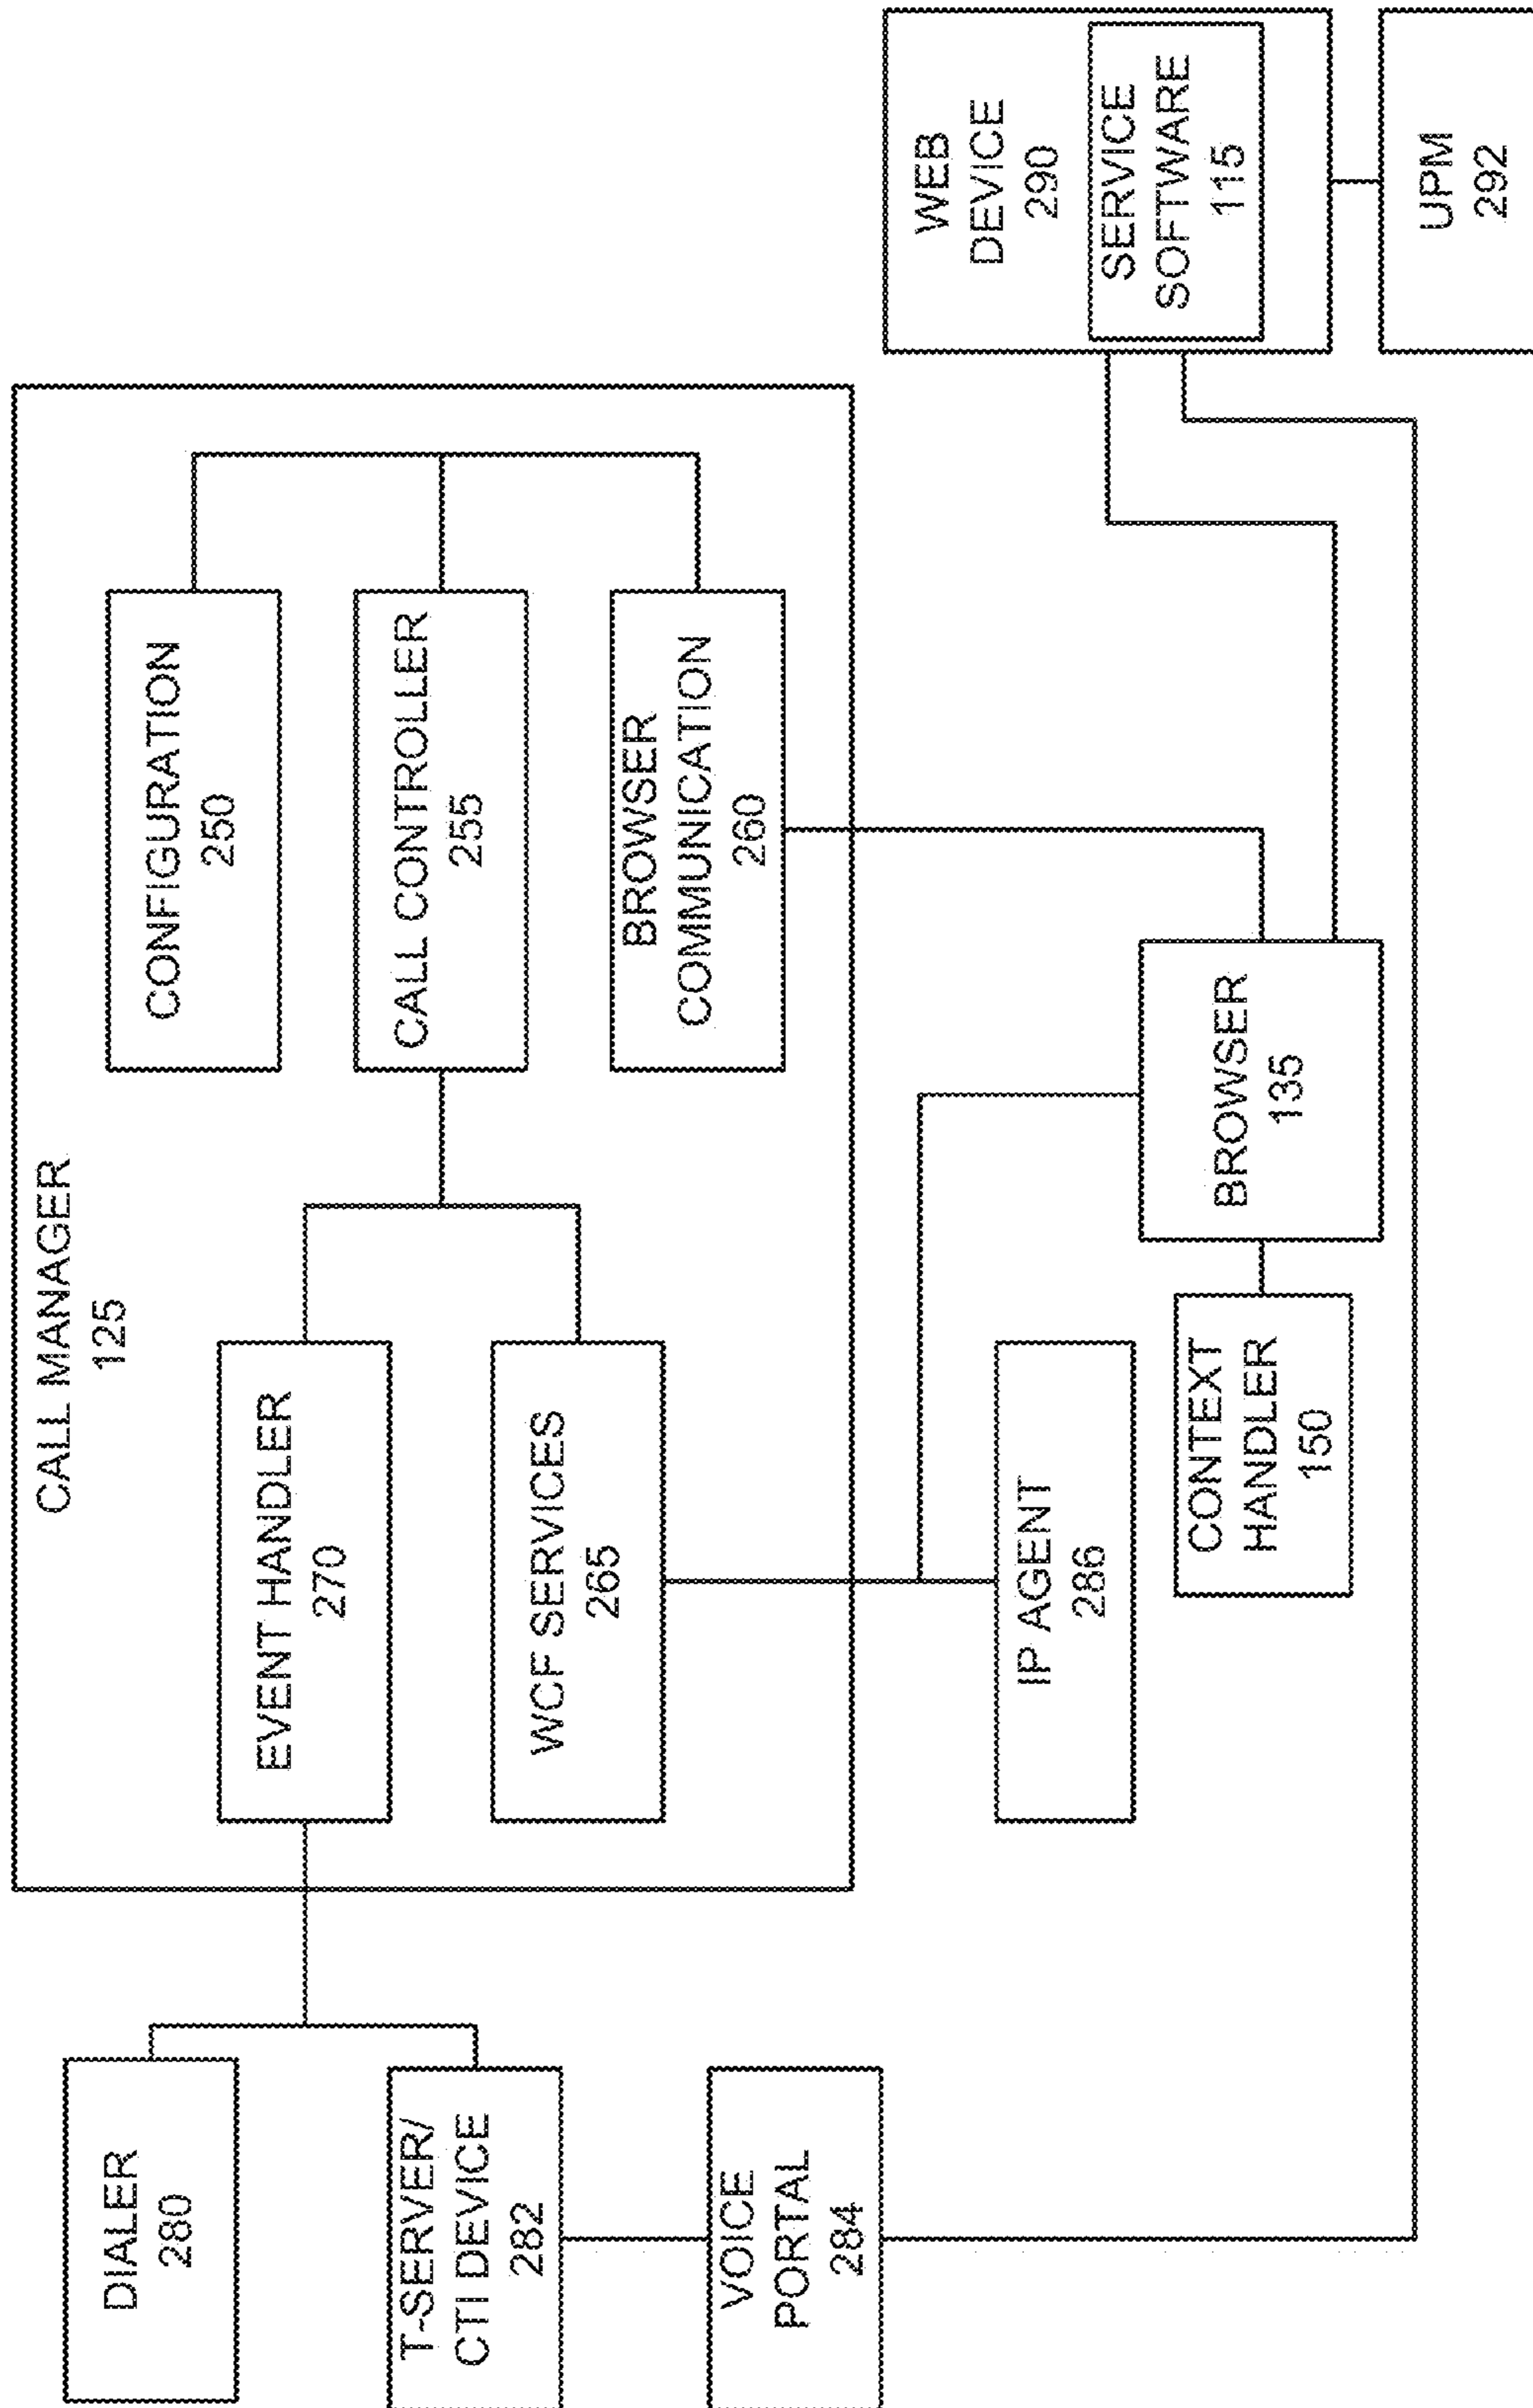 CALL MANAGER
125
DIALER
280
T-SERVER/
CTI DEVICE
282
VOICE
PORTAL
284
EVENT HANDLER
270
WCF SERVICES
265
CONFIGURATION
250
CALL CONTROLLER
255
BROWSER
COMMUNICATION
260
IP AGENT
286
CONTEXT
HANDLER
150
BROWSER
135
WEB
DEVICE
290
SERVICE
SOFTWARE
115
UPM
292